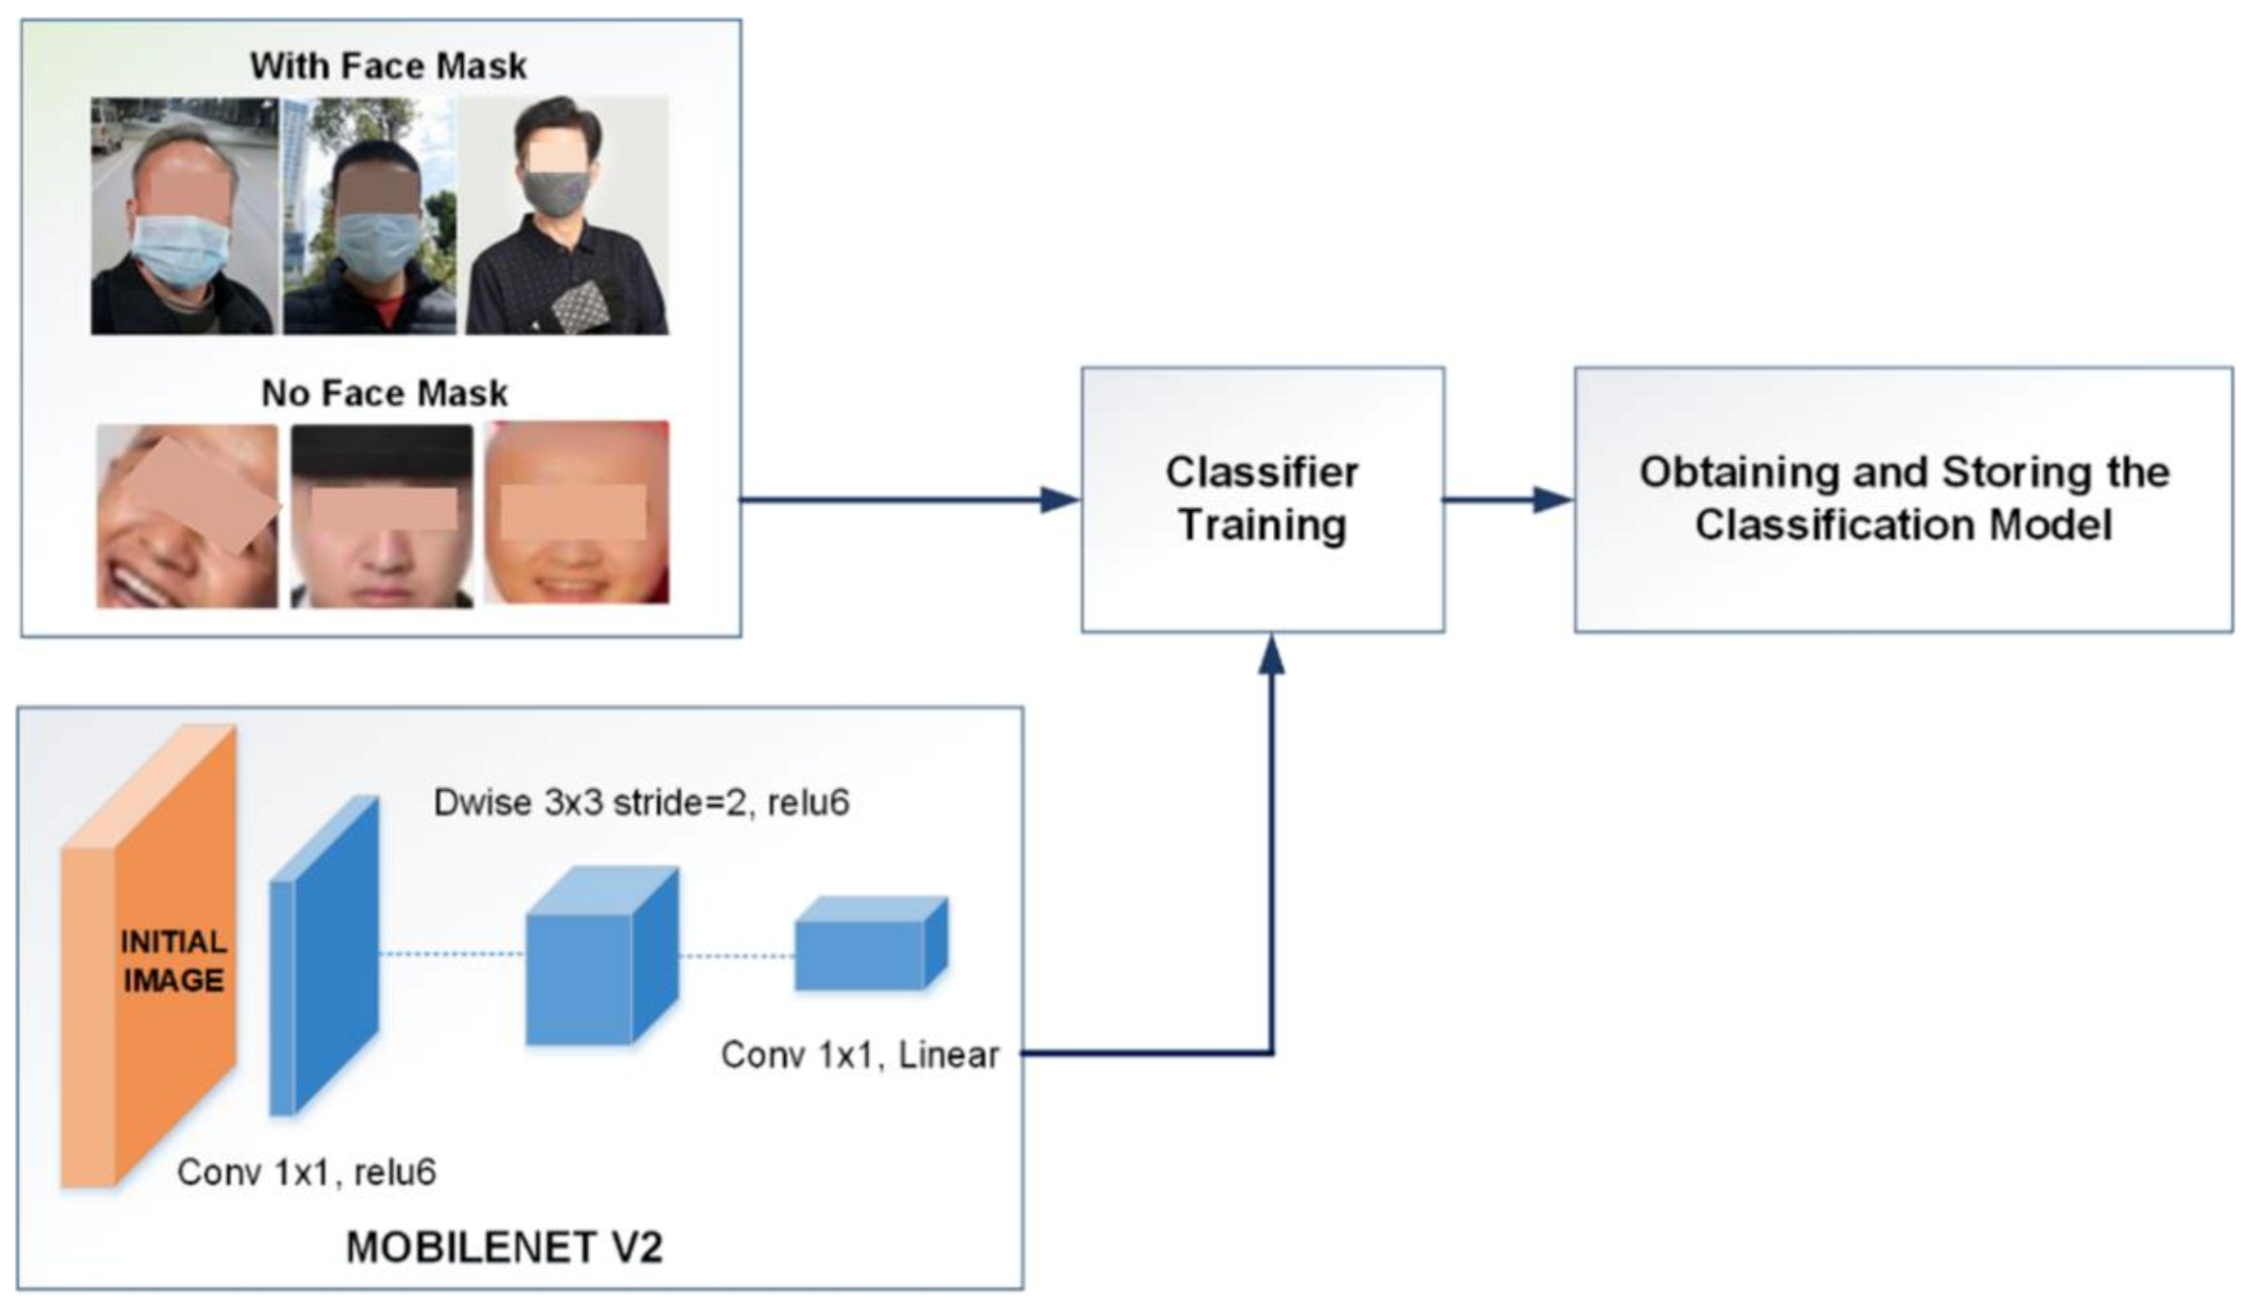 With Face Mask
No Face Mask
Classifier
Training
Obtaining and Storing the
Classification Model
Dwise 3x3 stride=2, relu6
INITIAL
IMAGE
Conv 1x1, Linear
Conv 1x1, relu6
MOBILENET V2